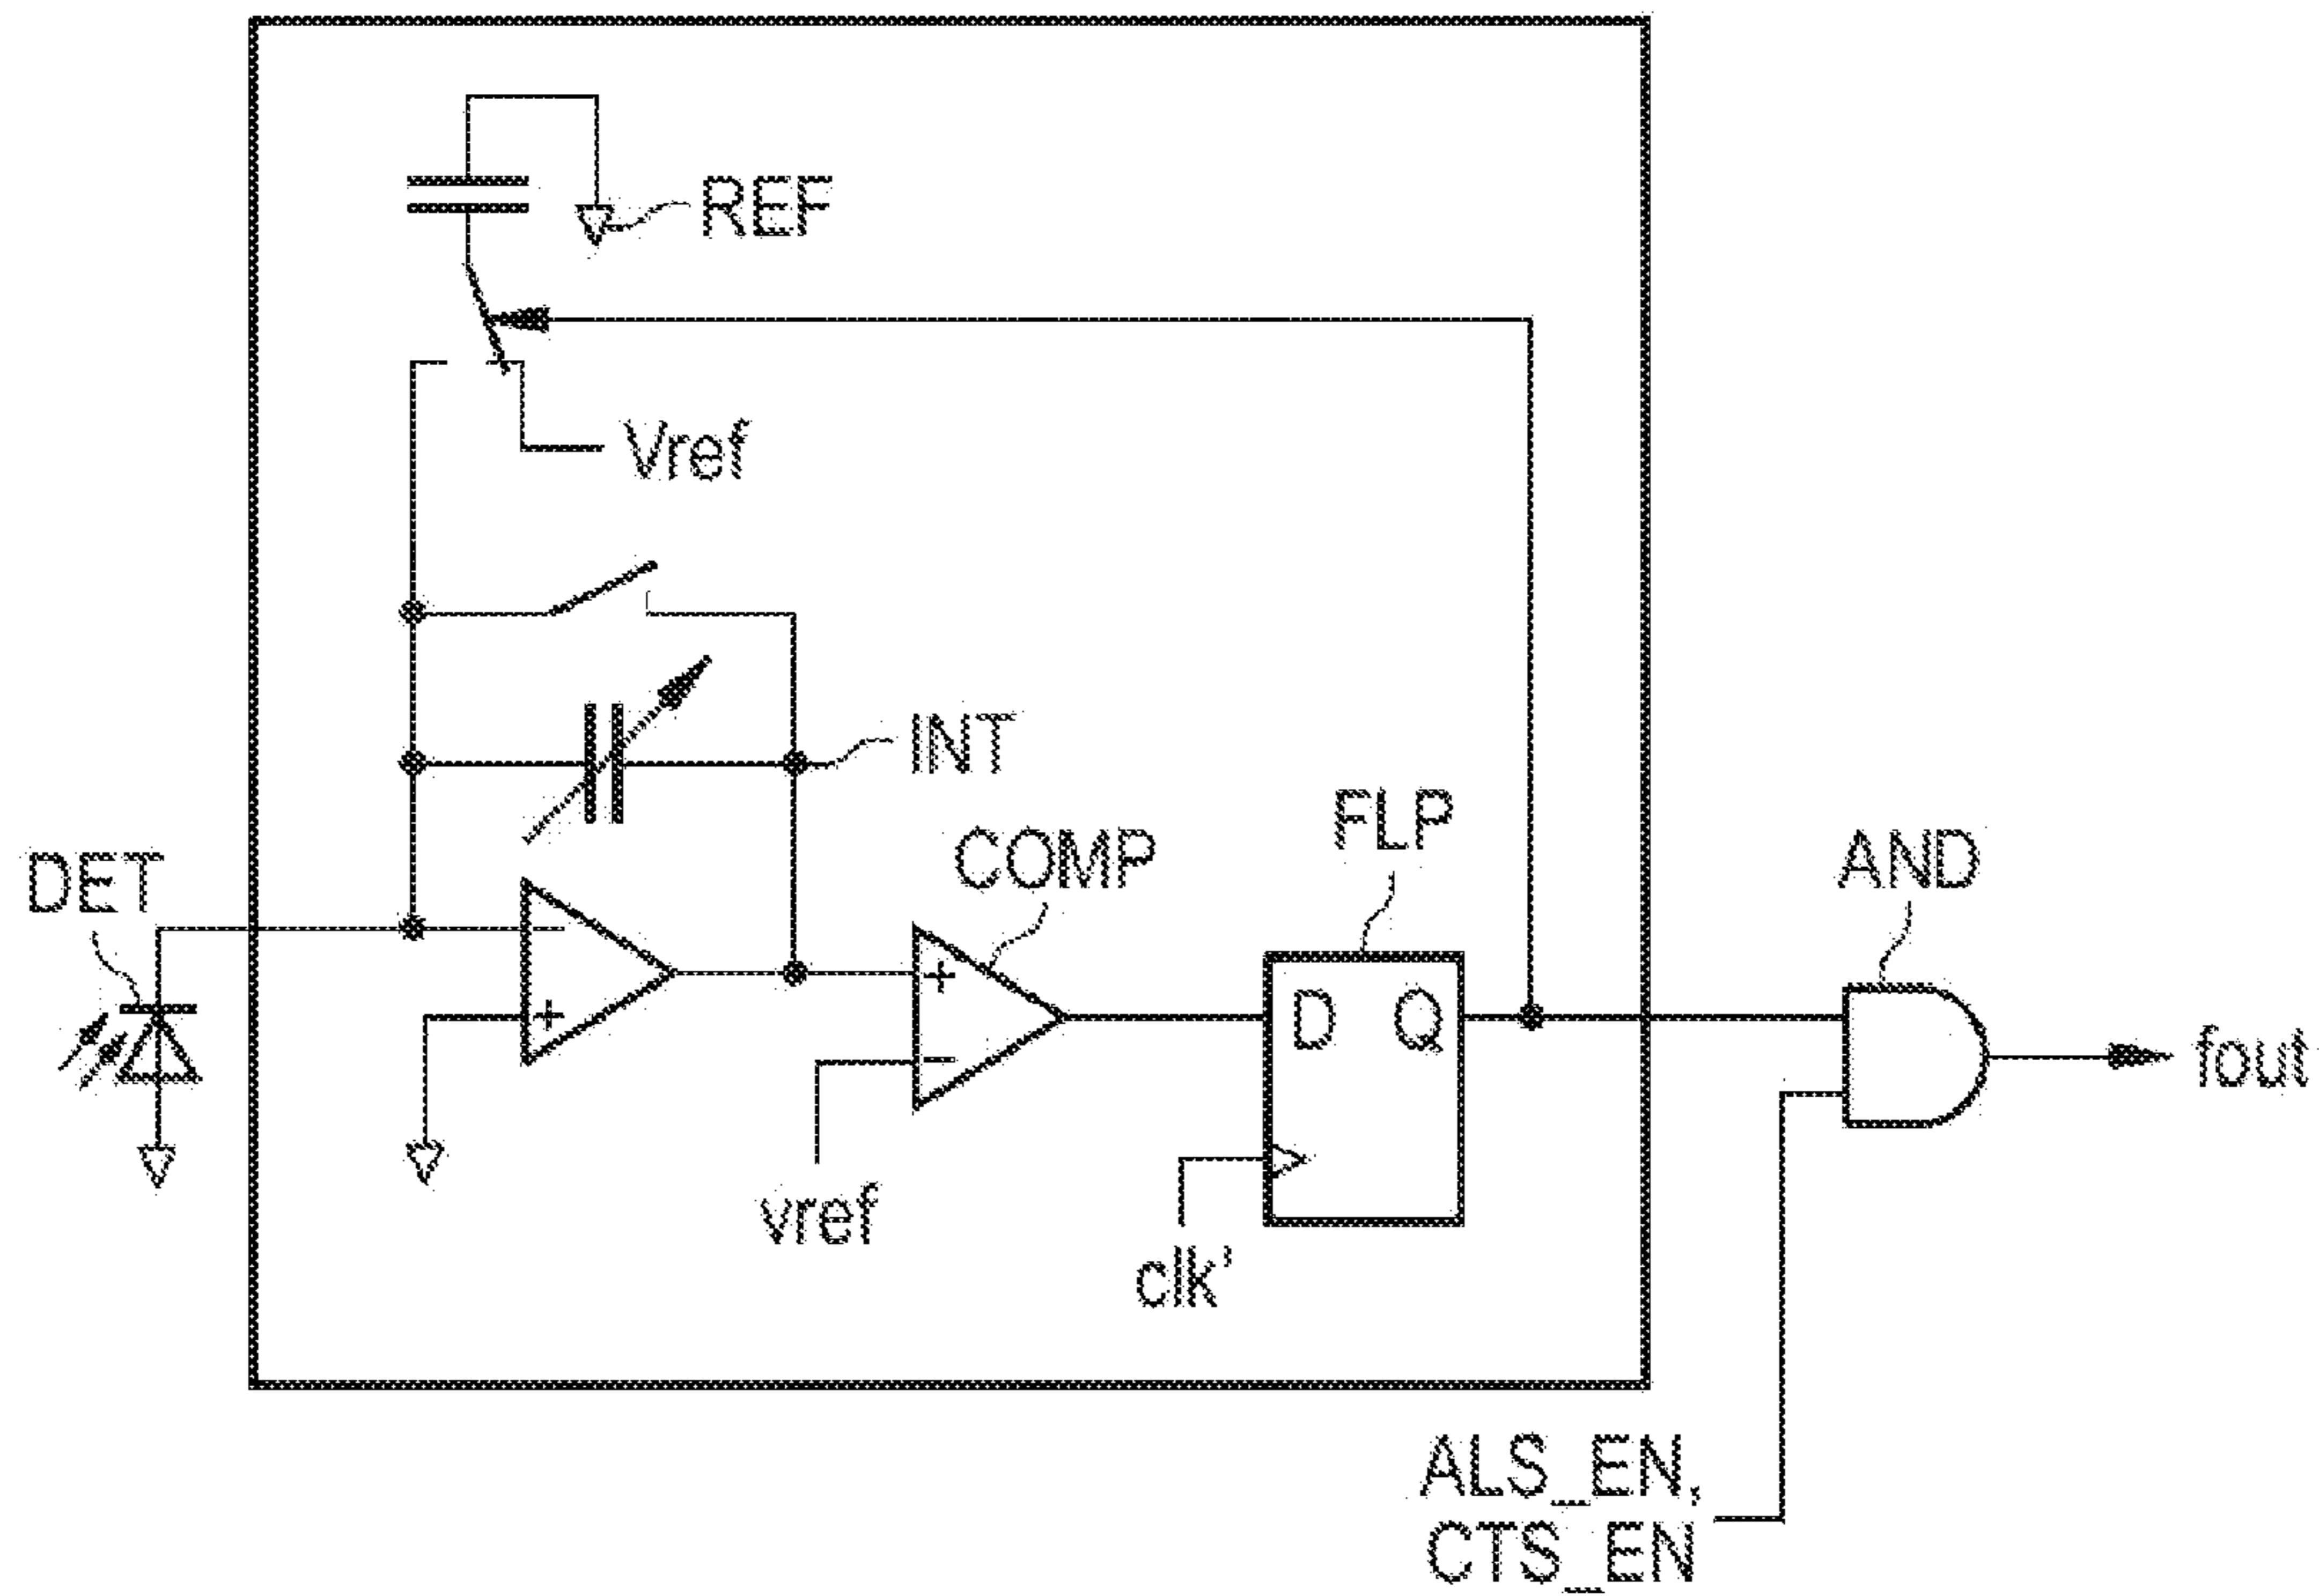 REF
Vref
INT
FLP
COMP
AND
DET
−
+
+
−
D Q
fout
vref
clk'
ALS_EN,
CTS_EN